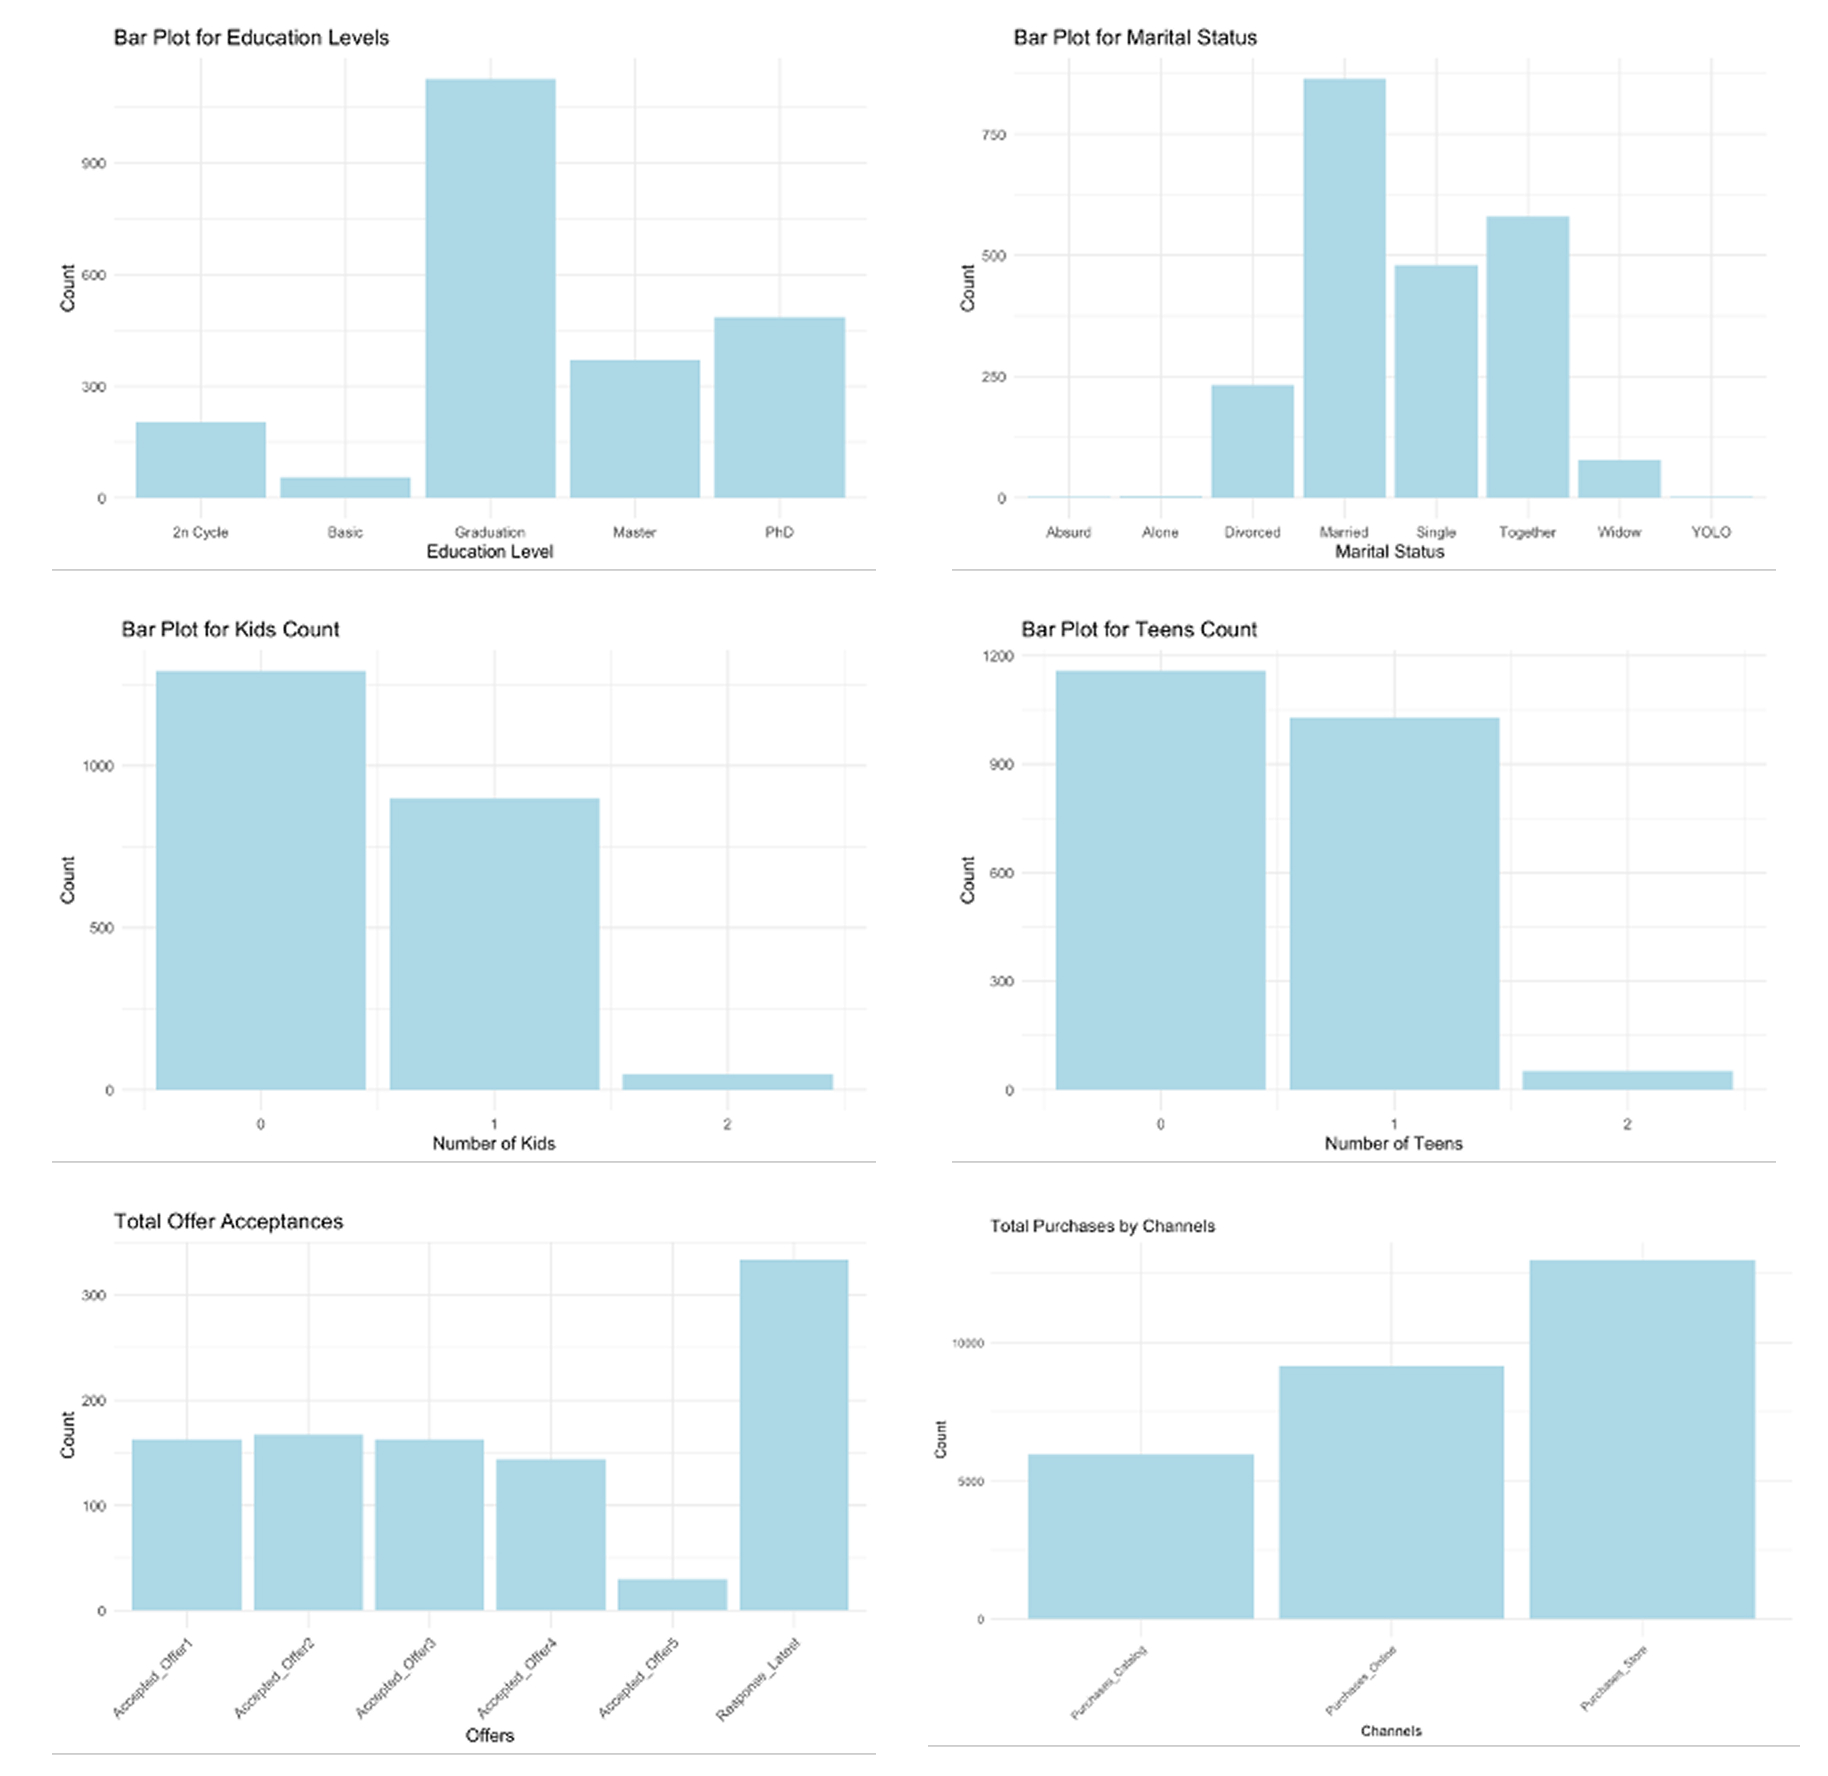 Bar Plot for Education Levels
900
600
300
0
Count
2n Cycle Basic Graduation Master PhD
Education Level
Bar Plot for Marital Status
750
500
250
0
Count
Absurd Alone Divorced Married Single Together Widow YOLO
Marital Status
Bar Plot for Kids Count
1000
500
0
Count
0 1 2
Number of Kids
Bar Plot for Teens Count
1200
900
600
300
0
Count
0 1 2
Number of Teens
Total Offer Acceptances
300
200
100
0
Count
Accepted_Offer1 Accepted_Offer2 Accepted_Offer3 Accepted_Offer4 Accepted_Offer5 Response_Latest
Offers
Total Purchases by Channels
10000
5000
0
Count
Purchases_Catalog Purchases_Online Purchases_Store
Channels